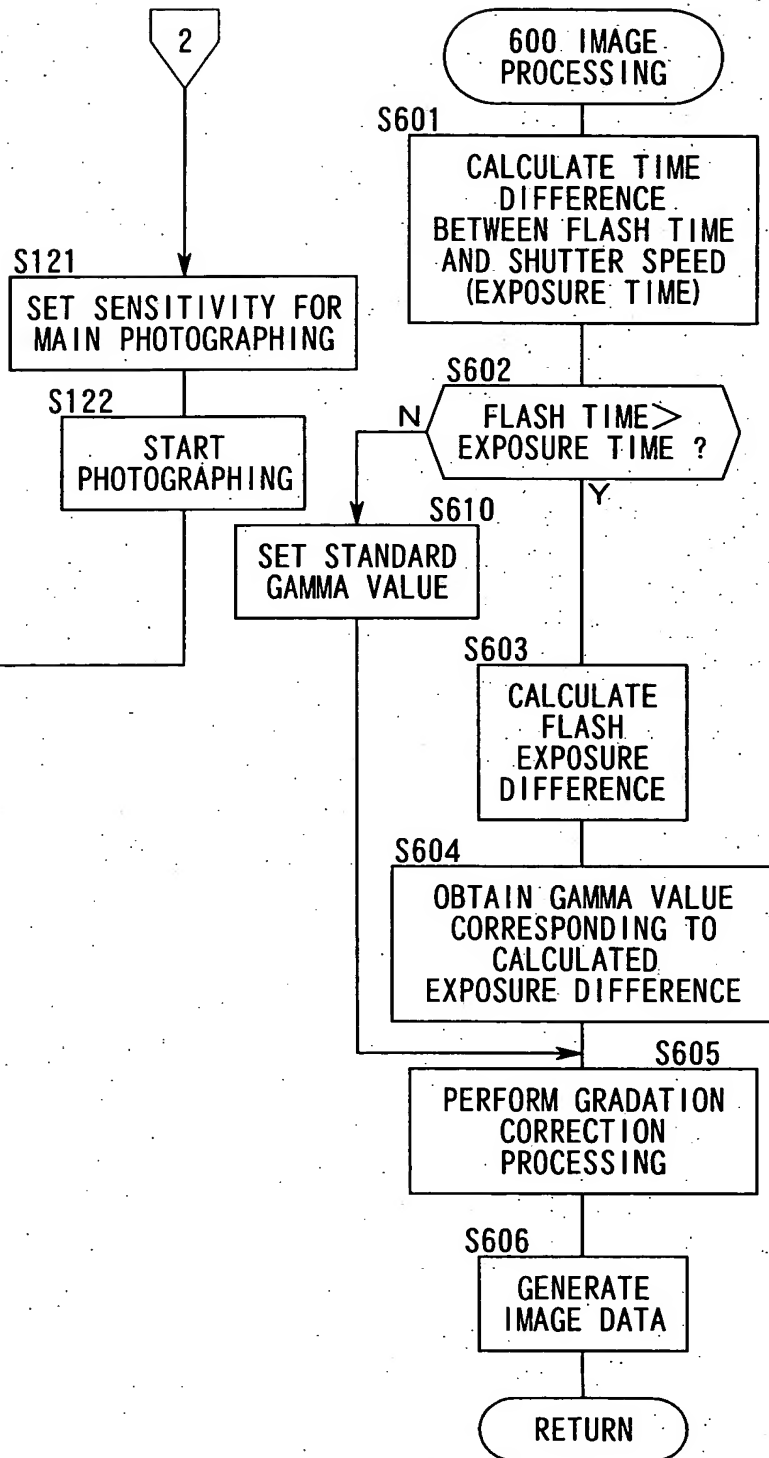 2
S121
SET SENSITIVITY FOR
MAIN PHOTOGRAPHING
S122
START
PHOTOGRAPHING
600 IMAGE
PROCESSING
S601
CALCULATE TIME
DIFFERENCE
BETWEEN FLASH TIME
AND SHUTTER SPEED
(EXPOSURE TIME)
S602
FLASH TIME>
EXPOSURE TIME ?
N
Y
S610
SET STANDARD
GAMMA VALUE
S603
CALCULATE
FLASH
EXPOSURE
DIFFERENCE
S604
OBTAIN GAMMA VALUE
CORRESPONDING TO
CALCULATED
EXPOSURE DIFFERENCE
S605
PERFORM GRADATION
CORRECTION
PROCESSING
S606
GENERATE
IMAGE DATA
RETURN